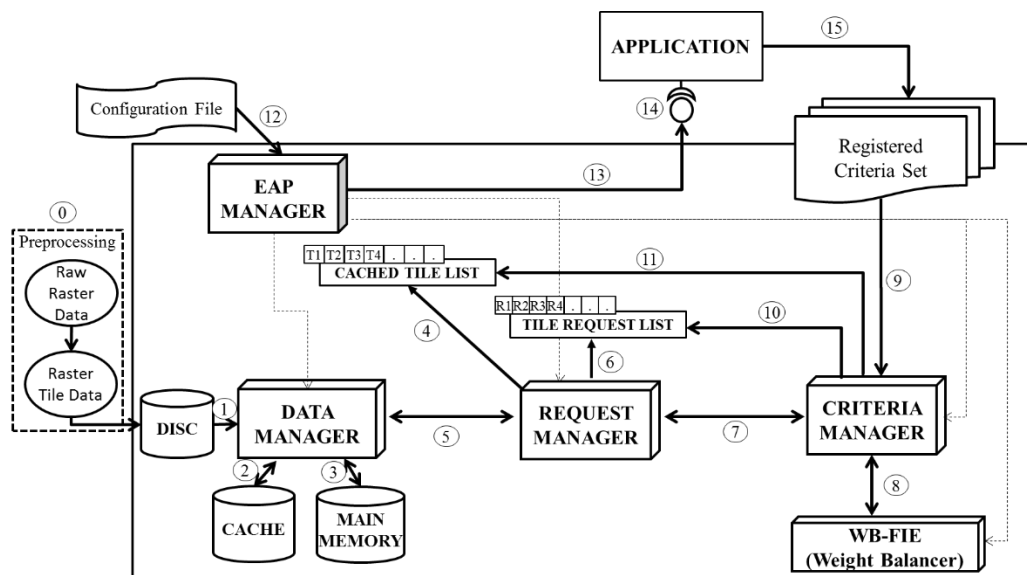 15
APPLICATION
Configuration File
12
14
Registered
Criteria Set
EAP
MANAGER
13
0
Preprocessing
Raw
Raster
Data
Raster
Tile Data
T1 T2 T3 T4 . . .
CACHED TILE LIST
11
9
R1 R2 R3 R4 . . .
TILE REQUEST LIST
10
4
6
DISC
1
DATA
MANAGER
5
REQUEST
MANAGER
7
CRITERIA
MANAGER
2
3
8
CACHE
MAIN
MEMORY
WB-FIE
(Weight Balancer)